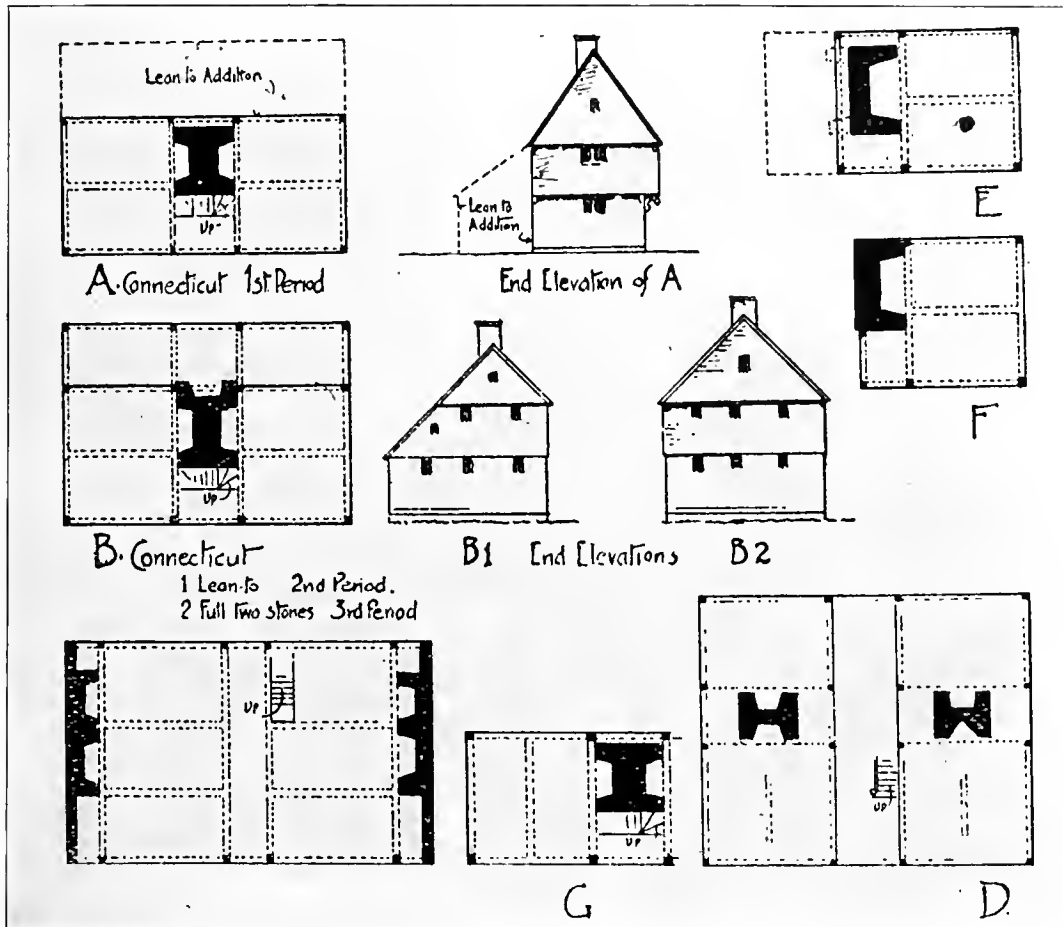 Lean to Addition
UP
A. Connecticut 1st. Period
Lean to
Addition
End Elevation of A
E
F
UP
B. Connecticut
1 Lean-to 2nd Period.
2 Full Two stories 3rd Period
B1 End Elevations B2
UP
UP
G
UP
D.